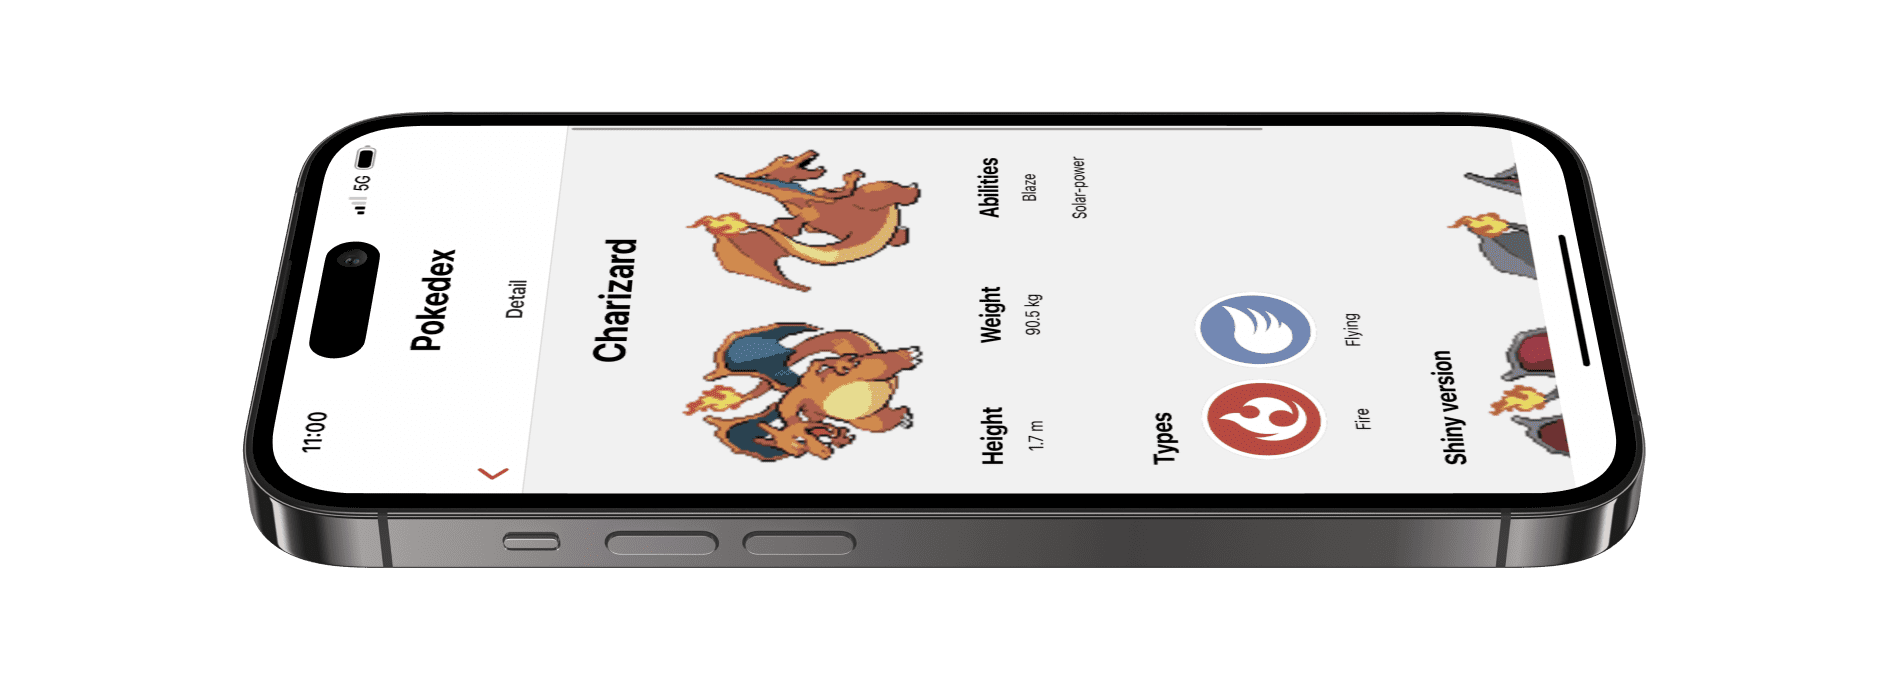 11:00 5G
Pokedex
Detail
Charizard
Height Weight Abilities
1.7 m 90.5 kg Blaze
Solar-power
Types
Fire Flying
Shiny version